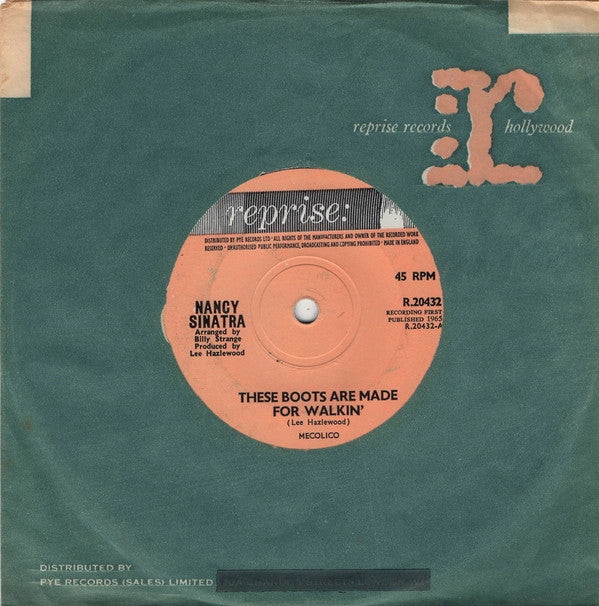 reprise records hollywood
reprise:
DISTRIBUTED BY PYE RECORDS LTD · ALL RIGHTS OF THE MANUFACTURERS AND OWNER OF THE RECORDED WORK
RESERVED · UNAUTHORISED PUBLIC PERFORMANCE, BROADCASTING AND COPYING PROHIBITED · MADE IN ENGLAND
45 RPM
R.20432
RECORDING FIRST
PUBLISHED 1965
R.20432-A
NANCY
SINATRA
Arranged by
Billy Strange
Produced by
Lee Hazlewood
THESE BOOTS ARE MADE
FOR WALKIN'
(Lee Hazlewood)
MECOLICO
DISTRIBUTED BY
PYE RECORDS (SALES) LIMITED